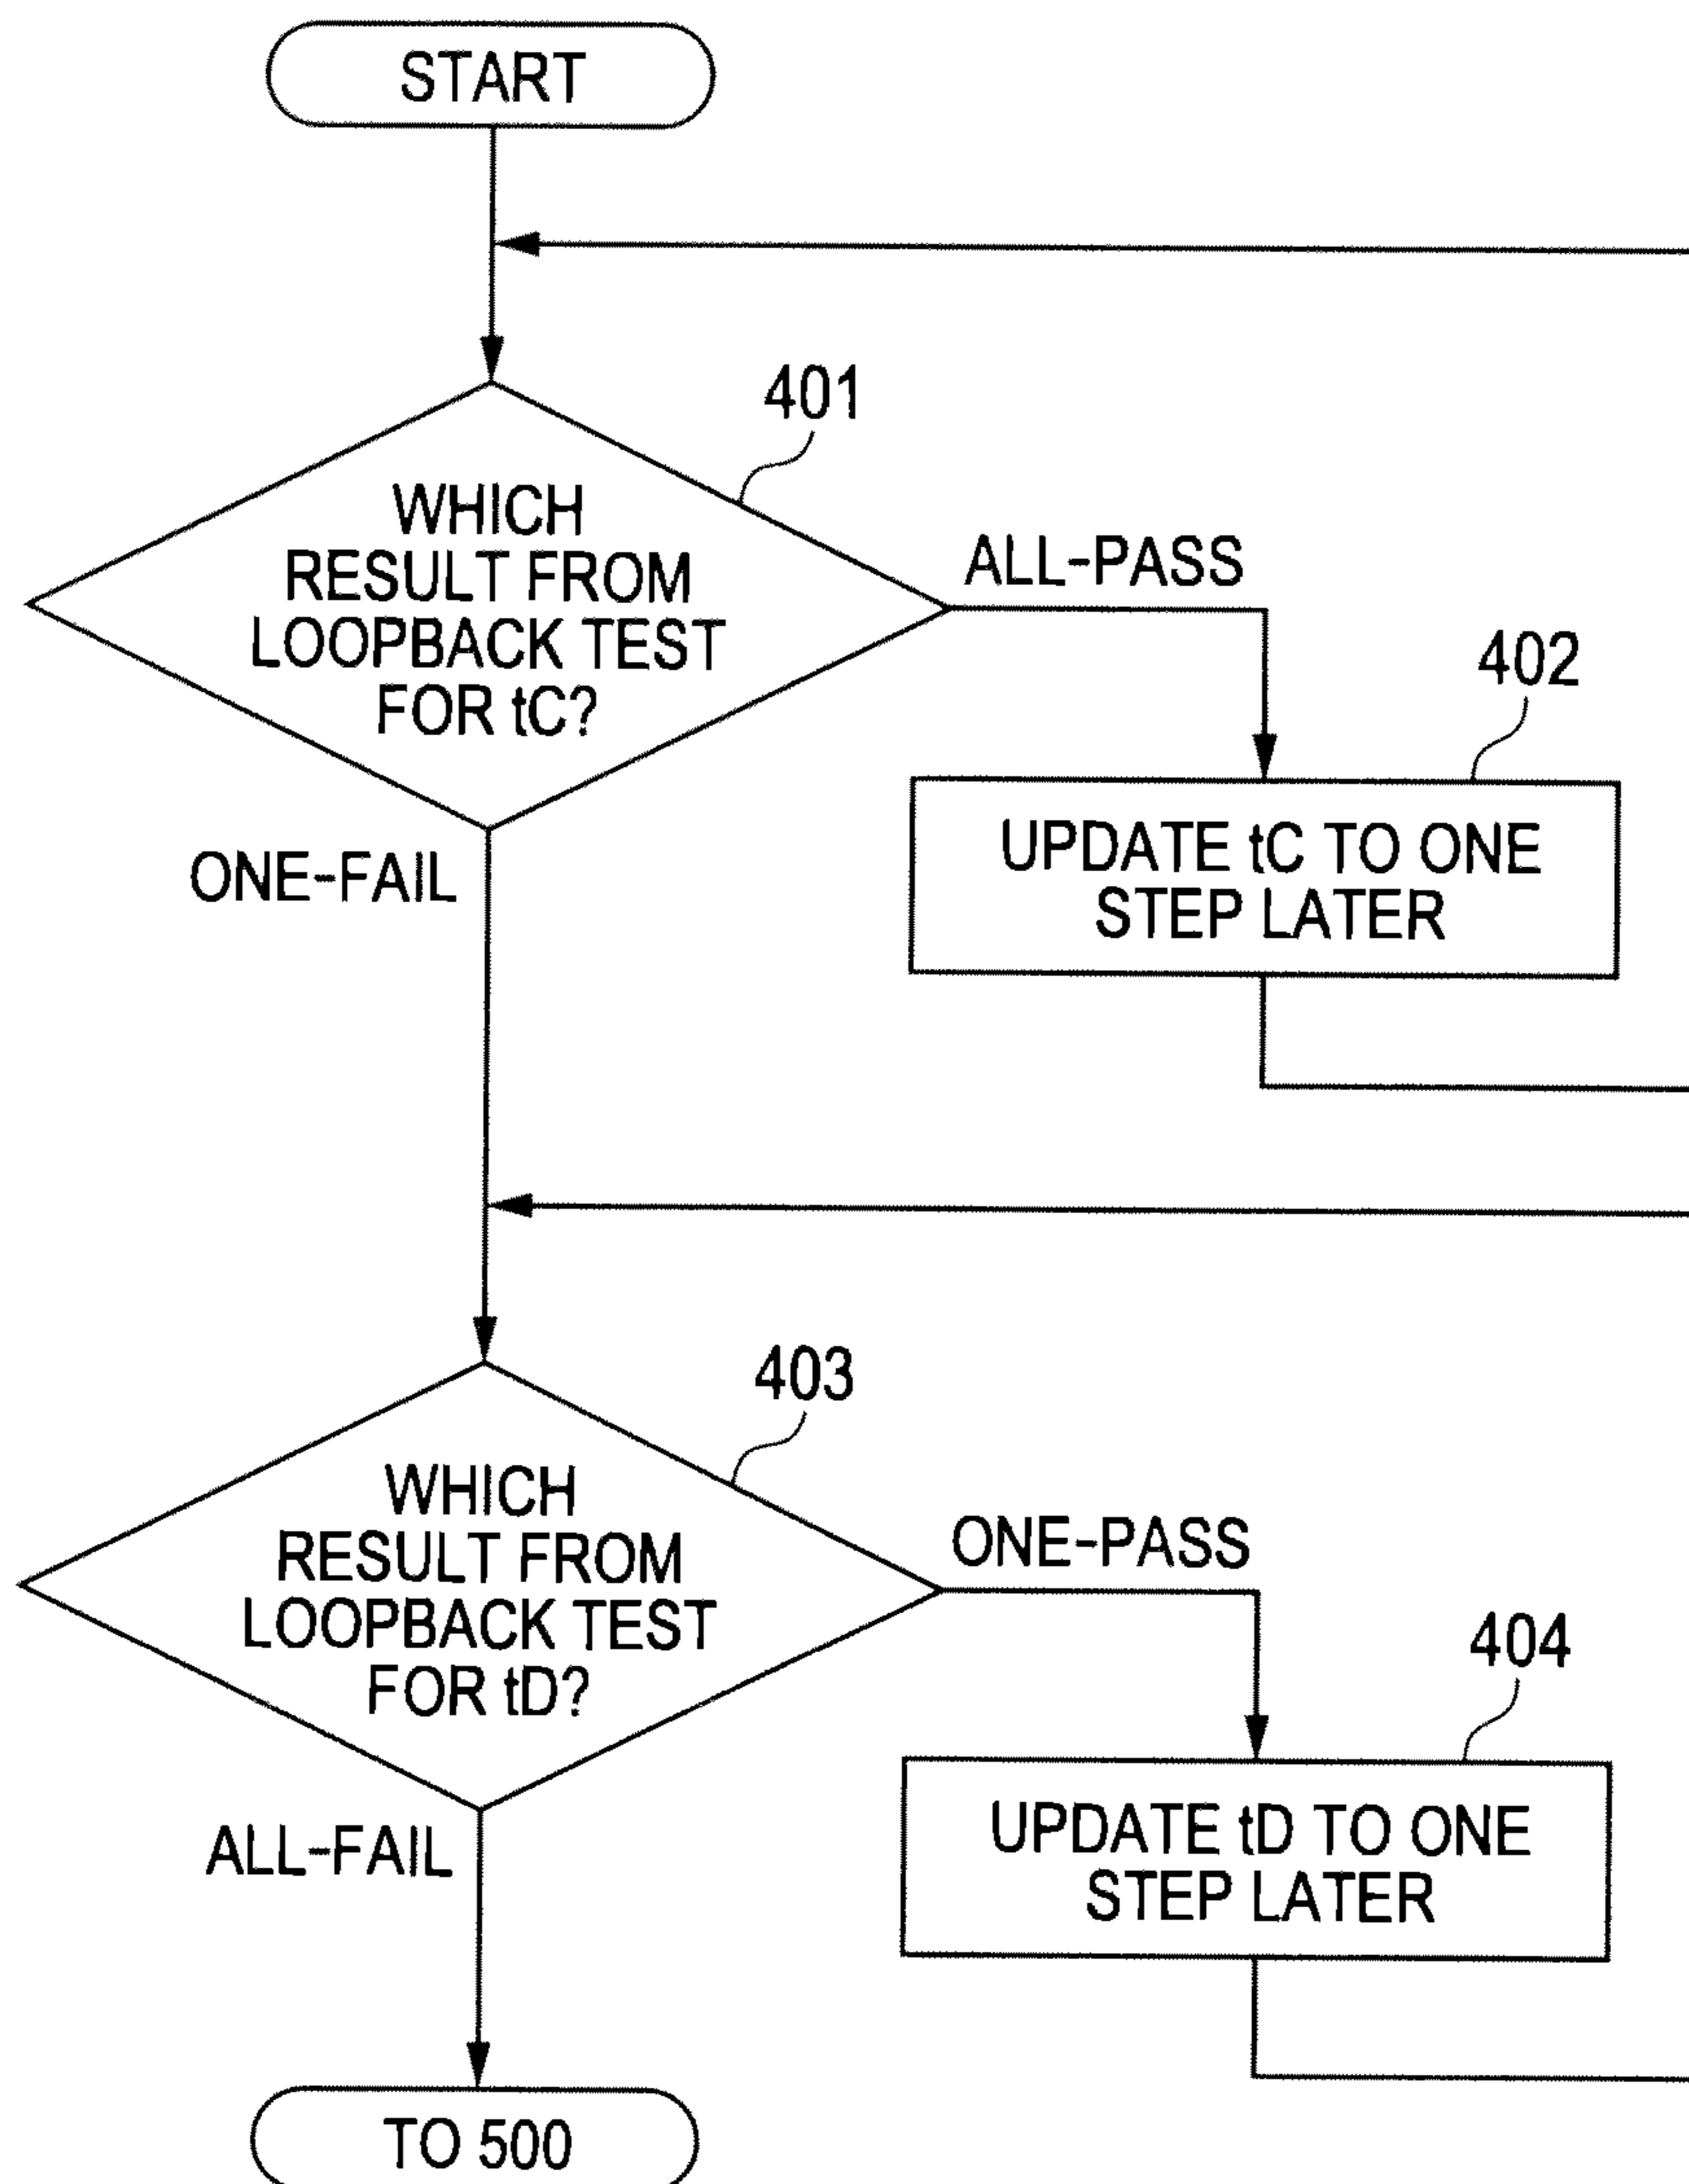 START
401
WHICH
RESULT FROM
LOOPBACK TEST
FOR tC?
ALL-PASS
ONE-FAIL
402
UPDATE tC TO ONE
STEP LATER
403
WHICH
RESULT FROM
LOOPBACK TEST
FOR tD?
ONE-PASS
ALL-FAIL
404
UPDATE tD TO ONE
STEP LATER
TO 500